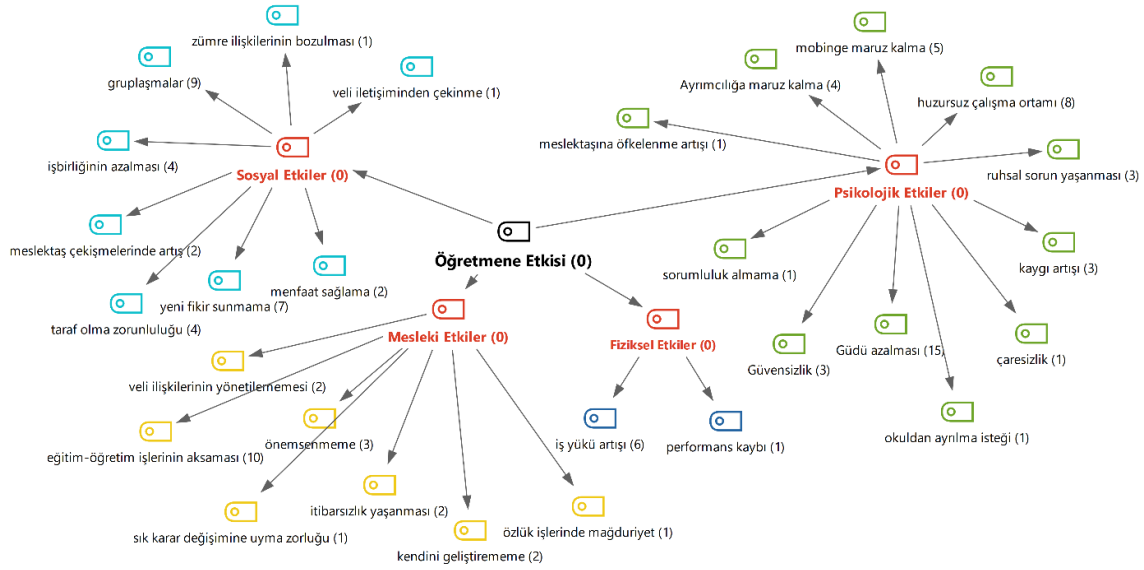 zümre ilişkilerinin bozulması (1)
gruplaşmalar (9)
veli iletişiminden çekinme (1)
işbirliğinin azalması (4)
Sosyal Etkiler (0)
meslektaş çekişmelerinde artış (2)
yeni fikir sunmama (7)
menfaat sağlama (2)
taraf olma zorunluluğu (4)
mobinge maruz kalma (5)
Ayrımcılığa maruz kalma (4)
huzursuz çalışma ortamı (8)
meslektaşına öfkelenme artışı (1)
ruhsal sorun yaşanması (3)
Psikolojik Etkiler (0)
sorumluluk almama (1)
kaygı artışı (3)
Güvensizlik (3)
Güdü azalması (15)
çaresizlik (1)
okuldan ayrılma isteği (1)
Öğretmene Etkisi (0)
Mesleki Etkiler (0)
Fiziksel Etkiler (0)
veli ilişkilerinin yönetilememesi (2)
önemsenmeme (3)
eğitim-öğretim işlerinin aksaması (10)
itibarsızlık yaşanması (2)
sık karar değişimine uyma zorluğu (1)
kendini geliştirememe (2)
özlük işlerinde mağduriyet (1)
iş yükü artışı (6)
performans kaybı (1)